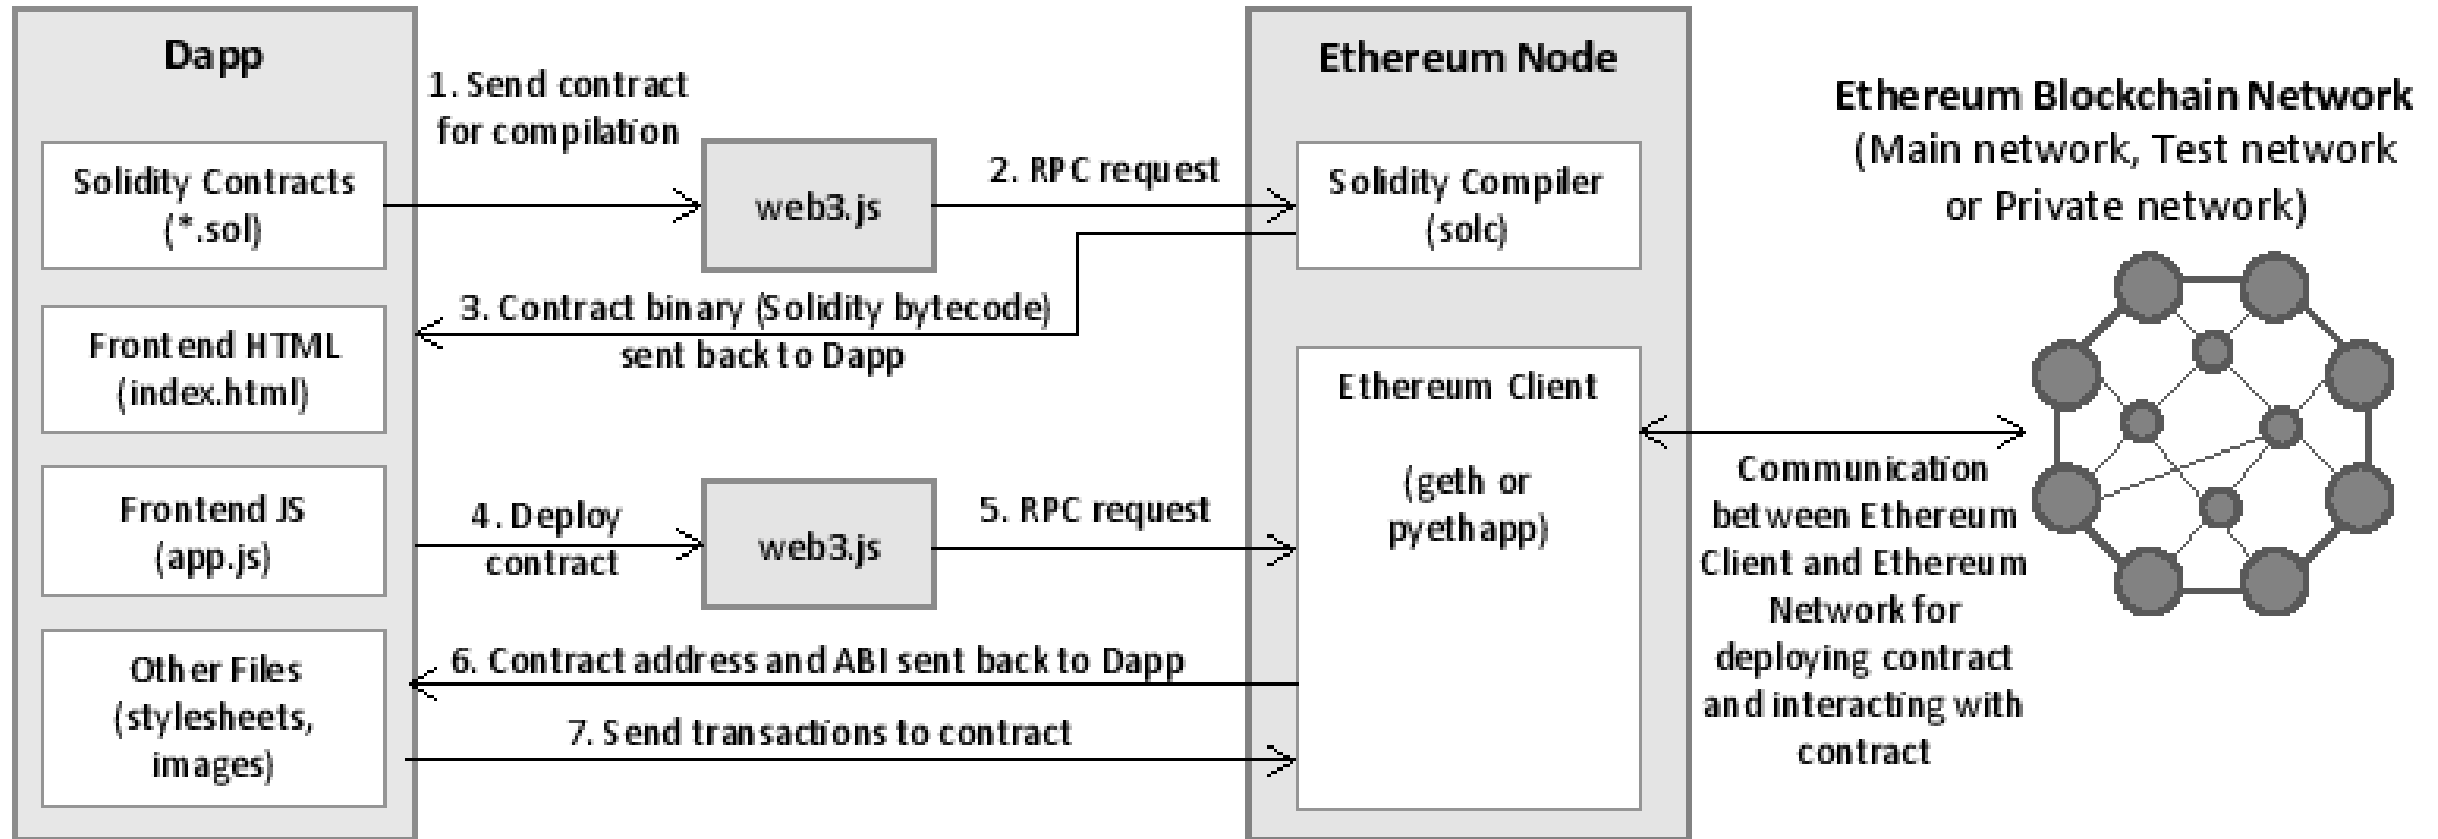 Dapp
Solidity Contracts
(*.sol)
Frontend HTML
(index.html)
Frontend JS
(app.js)
Other Files
(stylesheets,
images)
1. Send contract
for compilation
web3.js
2. RPC request
3. Contract binary (Solidity bytecode)
sent back to Dapp
4. Deploy
contract
web3.js
5. RPC request
6. Contract address and ABI sent back to Dapp
7. Send transactions to contract
Ethereum Node
Solidity Compiler
(solc)
Ethereum Client
(geth or
pyethapp)
Ethereum Blockchain Network
(Main network, Test network
or Private network)
Communication
between Ethereum
Client and Ethereum
Network for
deploying contract
and interacting with
contract